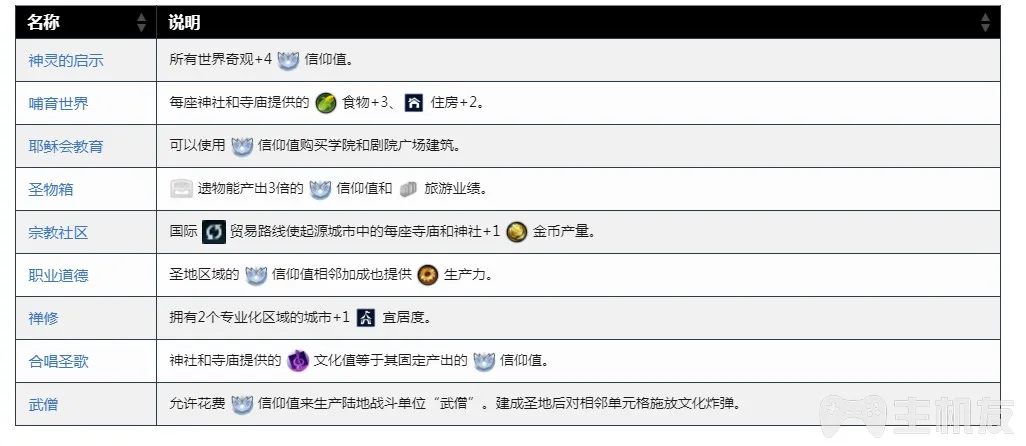 名称 说明
神灵的启示 所有世界奇观+4 信仰值。
哺育世界 每座神社和寺庙提供的 食物+3、 住房+2。
耶稣会教育 可以使用 信仰值购买学院和剧院广场建筑。
圣物箱 遗物能产出3倍的 信仰值和 旅游业绩。
宗教社区 国际 贸易路线使起源城市中的每座寺庙和神社+1 金币产量。
职业道德 圣地区域的 信仰值相邻加成也提供 生产力。
禅修 拥有2个专业化区域的城市+1 宜居度。
合唱圣歌 神社和寺庙提供的 文化值等于其固定产出的 信仰值。
武僧 允许花费 信仰值来生产陆地战斗单位“武僧”。建成圣地后对相邻单元格施放文化炸弹。
主机友